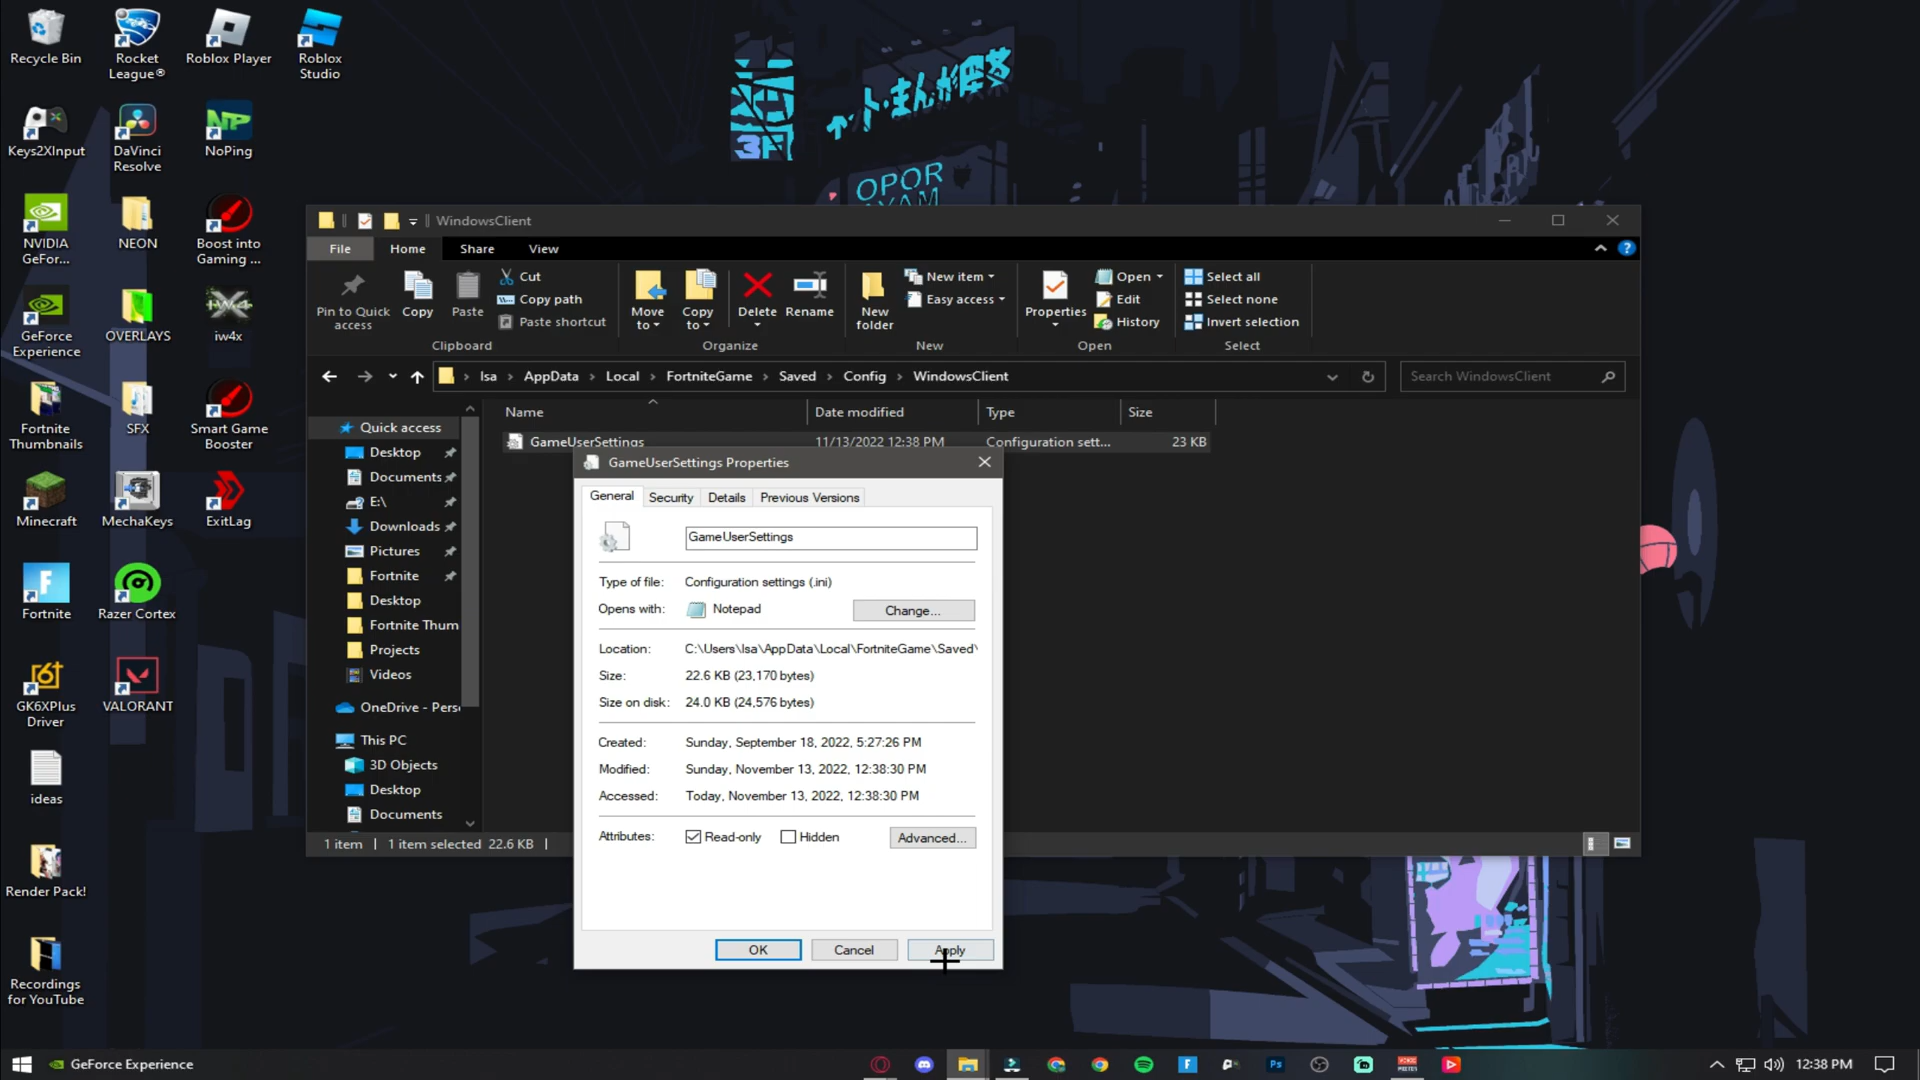 Recycle Bin
Rocket
League®
Roblox Player
Roblox
Studio
Keys2XInput
DaVinci
Resolve
NoPing
NVIDIA
GeFor...
NEON
Boost into
Gaming ...
GeForce
Experience
OVERLAYS
iw4x
Fortnite
Thumbnails
SFX
Smart Game
Booster
Minecraft
MechaKeys
ExitLag
Fortnite
Razer Cortex
GK6XPlus
Driver
VALORANT
ideas
Render Pack!
Recordings
for YouTube
OPOR
AYAM
WindowsClient
File
Home
Share
View
Pin to Quick
access
Copy
Paste
Cut
Copy path
Paste shortcut
Clipboard
Move
to
Copy
to
Delete
Rename
Organize
New
folder
New item
Easy access
New
Properties
Open
Edit
History
Open
Select all
Select none
Invert selection
Select
Isa > AppData > Local > FortniteGame > Saved > Config > WindowsClient
Search WindowsClient
Quick access
Desktop
Documents
E:\
Downloads
Pictures
Fortnite
Desktop
Fortnite Thum
Projects
Videos
OneDrive - Perso
This PC
3D Objects
Desktop
Documents
Name
Date modified
Type
Size
GameUserSettings
11/13/2022 12:38 PM
Configuration sett...
23 KB
1 item
1 item selected 22.6 KB
GameUserSettings Properties
General
Security
Details
Previous Versions
GameUserSettings
Type of file: Configuration settings (.ini)
Opens with: Notepad
Change...
Location: C:\Users\Isa\AppData\Local\FortniteGame\Saved\
Size: 22.6 KB (23,170 bytes)
Size on disk: 24.0 KB (24,576 bytes)
Created: Sunday, September 18, 2022, 5:27:26 PM
Modified: Sunday, November 13, 2022, 12:38:30 PM
Accessed: Today, November 13, 2022, 12:38:30 PM
Attributes: Read-only Hidden
Advanced...
OK
Cancel
Apply
GeForce Experience
12:38 PM